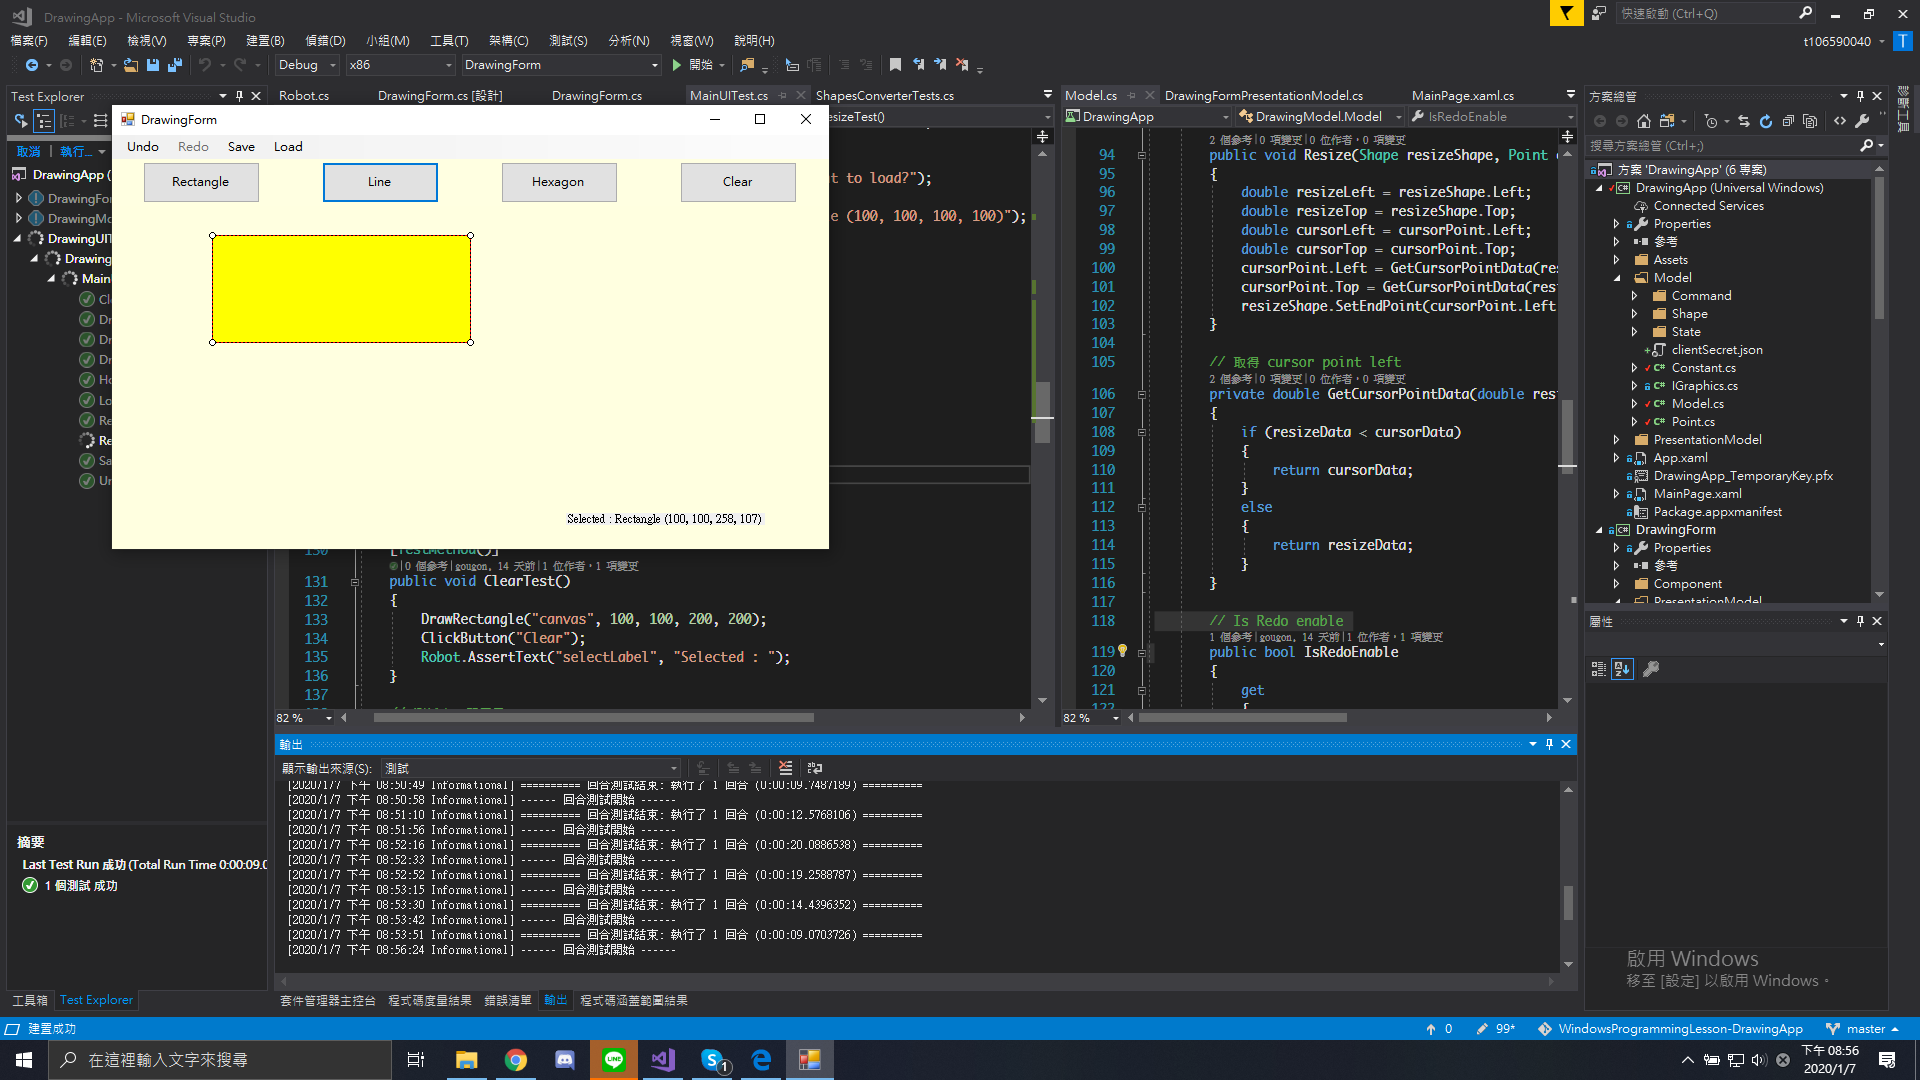 DrawingApp - Microsoft Visual Studio
快速啟動 (Ctrl+Q)
檔案(F) 編輯(E) 檢視(V) 專案(P) 建置(B) 偵錯(D) 小組(M) 工具(T) 架構(C) 測試(S) 分析(N) 視窗(W) 說明(H)
t106590040 T
Debug x86 DrawingForm 開始
Test Explorer
取消 | 執行...
DrawingApp (
DrawingFo
DrawingMo
DrawingUIT
Drawing
Main
Cl
Dr
Dr
Dr
Ho
Lo
Re
Re
Sa
Un
摘要
Last Test Run 成功 (Total Run Time 0:00:09.0
1 個測試 成功
工具箱 Test Explorer
DrawingForm
Undo Redo Save Load
Rectangle Line Hexagon Clear
Selected : Rectangle (100, 100, 258, 107)
Robot.cs DrawingForm.cs [設計] DrawingForm.cs MainUITest.cs ShapesConverterTests.cs
esizeTest()
t to load?");
e (100, 100, 100, 100)");
130 [TestMethod()]
|0 個參考|gougon, 14 天前|1 位作者，1 項變更
131 public void ClearTest()
132 {
133 DrawRectangle("canvas", 100, 100, 200, 200);
134 ClickButton("Clear");
135 Robot.AssertText("selectLabel", "Selected : ");
136 }
137
82 %
Model.cs DrawingFormPresentationModel.cs MainPage.xaml.cs
DrawingApp DrawingModel.Model IsRedoEnable
2 個參考|0 項變更|0 位作者，0 項變更
94 public void Resize(Shape resizeShape, Point
95 {
96 double resizeLeft = resizeShape.Left;
97 double resizeTop = resizeShape.Top;
98 double cursorLeft = cursorPoint.Left;
99 double cursorTop = cursorPoint.Top;
100 cursorPoint.Left = GetCursorPointData(res
101 cursorPoint.Top = GetCursorPointData(resi
102 resizeShape.SetEndPoint(cursorPoint.Left
103 }
104
105 // 取得 cursor point left
2 個參考|0 項變更|0 位作者，0 項變更
106 private double GetCursorPointData(double res
107 {
108 if (resizeData < cursorData)
109 {
110 return cursorData;
111 }
112 else
113 {
114 return resizeData;
115 }
116 }
117
118 // Is Redo enable
1 個參考|gougon, 14 天前|1 位作者，1 項變更
119 public bool IsRedoEnable
120 {
121 get
122 {
82 %
輸出
顯示輸出來源(S): 測試
[2020/1/7 下午 08:50:49 Informational] ========== 回合測試結束: 執行了 1 回合 (0:00:09.7487189) ==========
[2020/1/7 下午 08:50:58 Informational] ------ 回合測試開始 ------
[2020/1/7 下午 08:51:10 Informational] ========== 回合測試結束: 執行了 1 回合 (0:00:12.5768106) ==========
[2020/1/7 下午 08:51:56 Informational] ------ 回合測試開始 ------
[2020/1/7 下午 08:52:16 Informational] ========== 回合測試結束: 執行了 1 回合 (0:00:20.0886538) ==========
[2020/1/7 下午 08:52:33 Informational] ------ 回合測試開始 ------
[2020/1/7 下午 08:52:52 Informational] ========== 回合測試結束: 執行了 1 回合 (0:00:19.2588787) ==========
[2020/1/7 下午 08:53:15 Informational] ------ 回合測試開始 ------
[2020/1/7 下午 08:53:30 Informational] ========== 回合測試結束: 執行了 1 回合 (0:00:14.4396352) ==========
[2020/1/7 下午 08:53:42 Informational] ------ 回合測試開始 ------
[2020/1/7 下午 08:53:51 Informational] ========== 回合測試結束: 執行了 1 回合 (0:00:09.0703726) ==========
[2020/1/7 下午 08:56:24 Informational] ------ 回合測試開始 ------
套件管理器主控台 程式碼度量結果 錯誤清單 輸出 程式碼涵蓋範圍結果
方案總管
搜尋方案總管 (Ctrl+;)
方案 'DrawingApp' (6 專案)
DrawingApp (Universal Windows)
Connected Services
Properties
參考
Assets
Model
Command
Shape
State
clientSecret.json
Constant.cs
IGraphics.cs
Model.cs
Point.cs
PresentationModel
App.xaml
DrawingApp_TemporaryKey.pfx
MainPage.xaml
Package.appxmanifest
DrawingForm
Properties
參考
Component
PresentationModel
屬性
診斷工具
啟用 Windows
移至 [設定] 以啟用 Windows。
建置成功
0 99* WindowsProgrammingLesson-DrawingApp master
在這裡輸入文字來搜尋
1
下午 08:56
2020/1/7